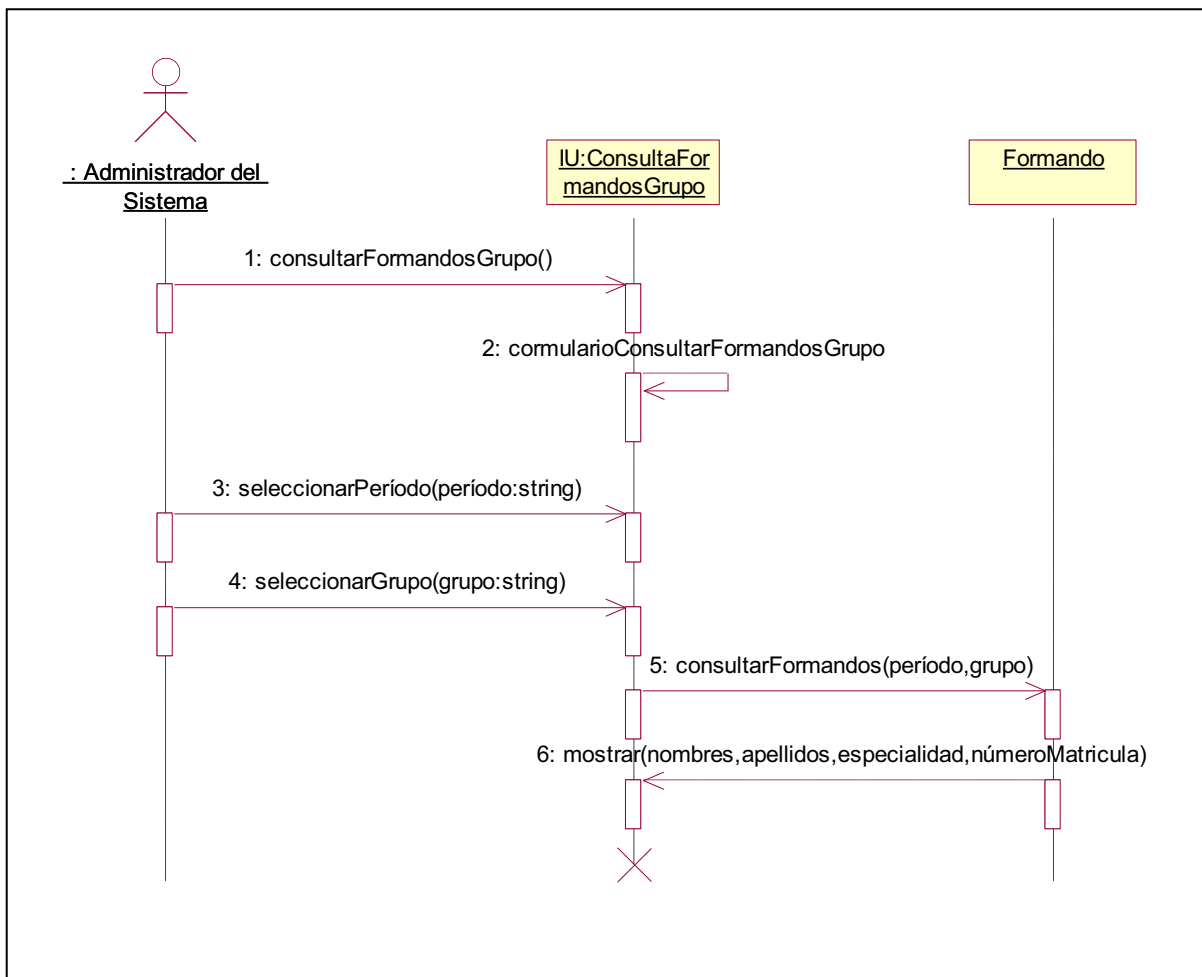 : Administrador del
Sistema
IU:ConsultaFor
mandosGrupo
Formando
1: consultarFormandosGrupo()
2: cormularioConsultarFormandosGrupo
3: seleccionarPeríodo(período:string)
4: seleccionarGrupo(grupo:string)
5: consultarFormandos(período,grupo)
6: mostrar(nombres,apellidos,especialidad,númeroMatricula)